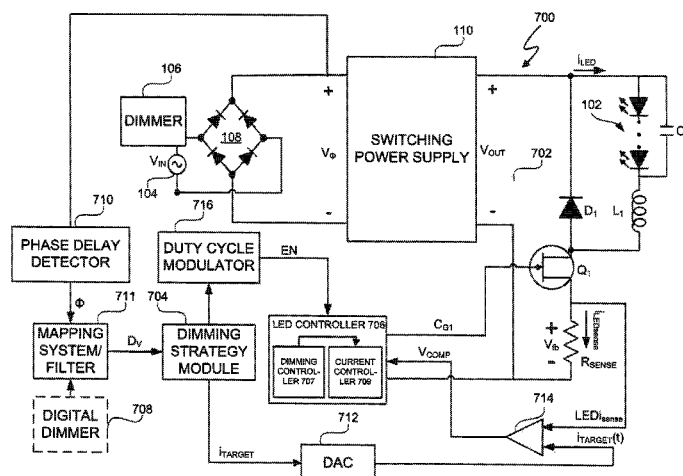 700
110
i_LED
106
DIMMER
108
V_IN
104
+
V_Φ
-
SWITCHING
POWER SUPPLY
+
V_OUT
-
702
102
C
D_1
L_1
Q_1
710
PHASE DELAY
DETECTOR
716
DUTY CYCLE
MODULATOR
EN
Φ
711
MAPPING
SYSTEM/
FILTER
D_V
704
DIMMING
STRATEGY
MODULE
LED CONTROLLER 706
DIMMING
CONTROL-
LER 707
CURRENT
CONTROL-
LER 709
C_G1
V_COMP
+
V_fb
-
i_LEDsense
R_SENSE
708
DIGITAL
DIMMER
714
LEDi_sense
i_TARGET(t)
i_TARGET
712
DAC